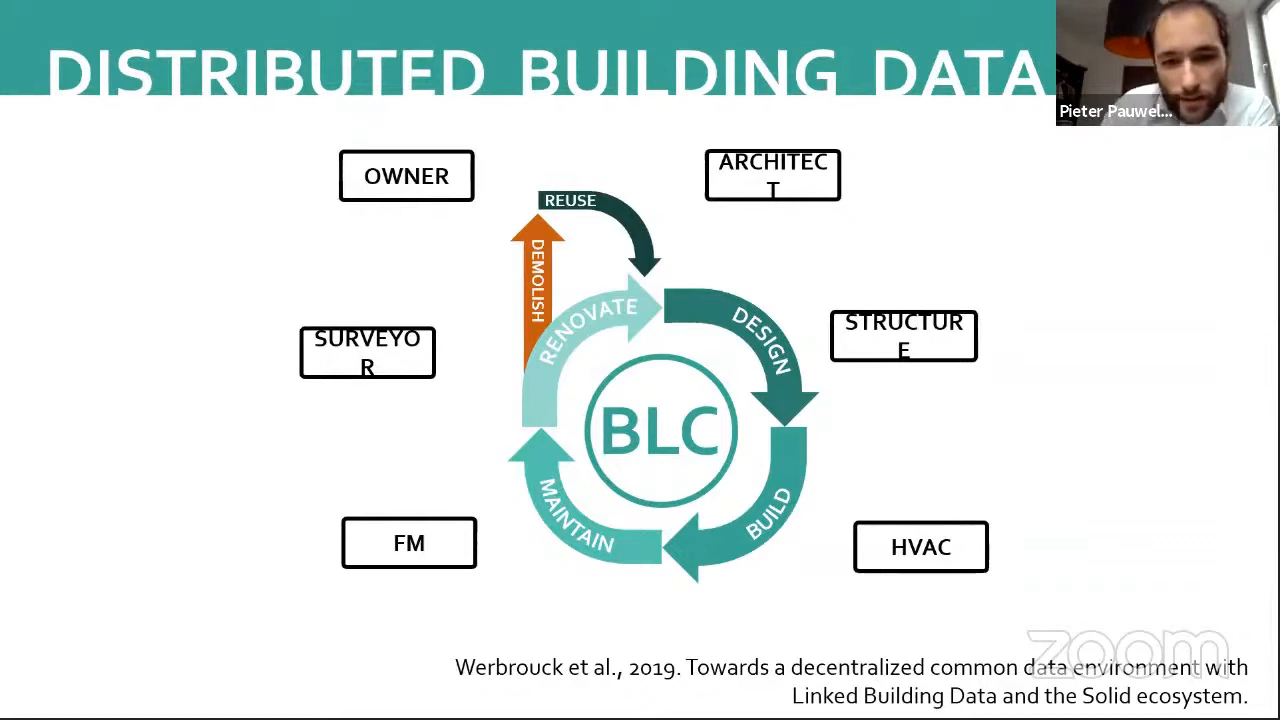 DISTRIBUTED BUILDING DATA
Pieter Pauwel...
OWNER
ARCHITEC
T
REUSE
DEMOLISH
RENOVATE
DESIGN
SURVEYO
R
STRUCTUR
E
BLC
MAINTAIN
BUILD
FM
HVAC
zoom
Werbrouck et al., 2019. Towards a decentralized common data environment with
Linked Building Data and the Solid ecosystem.